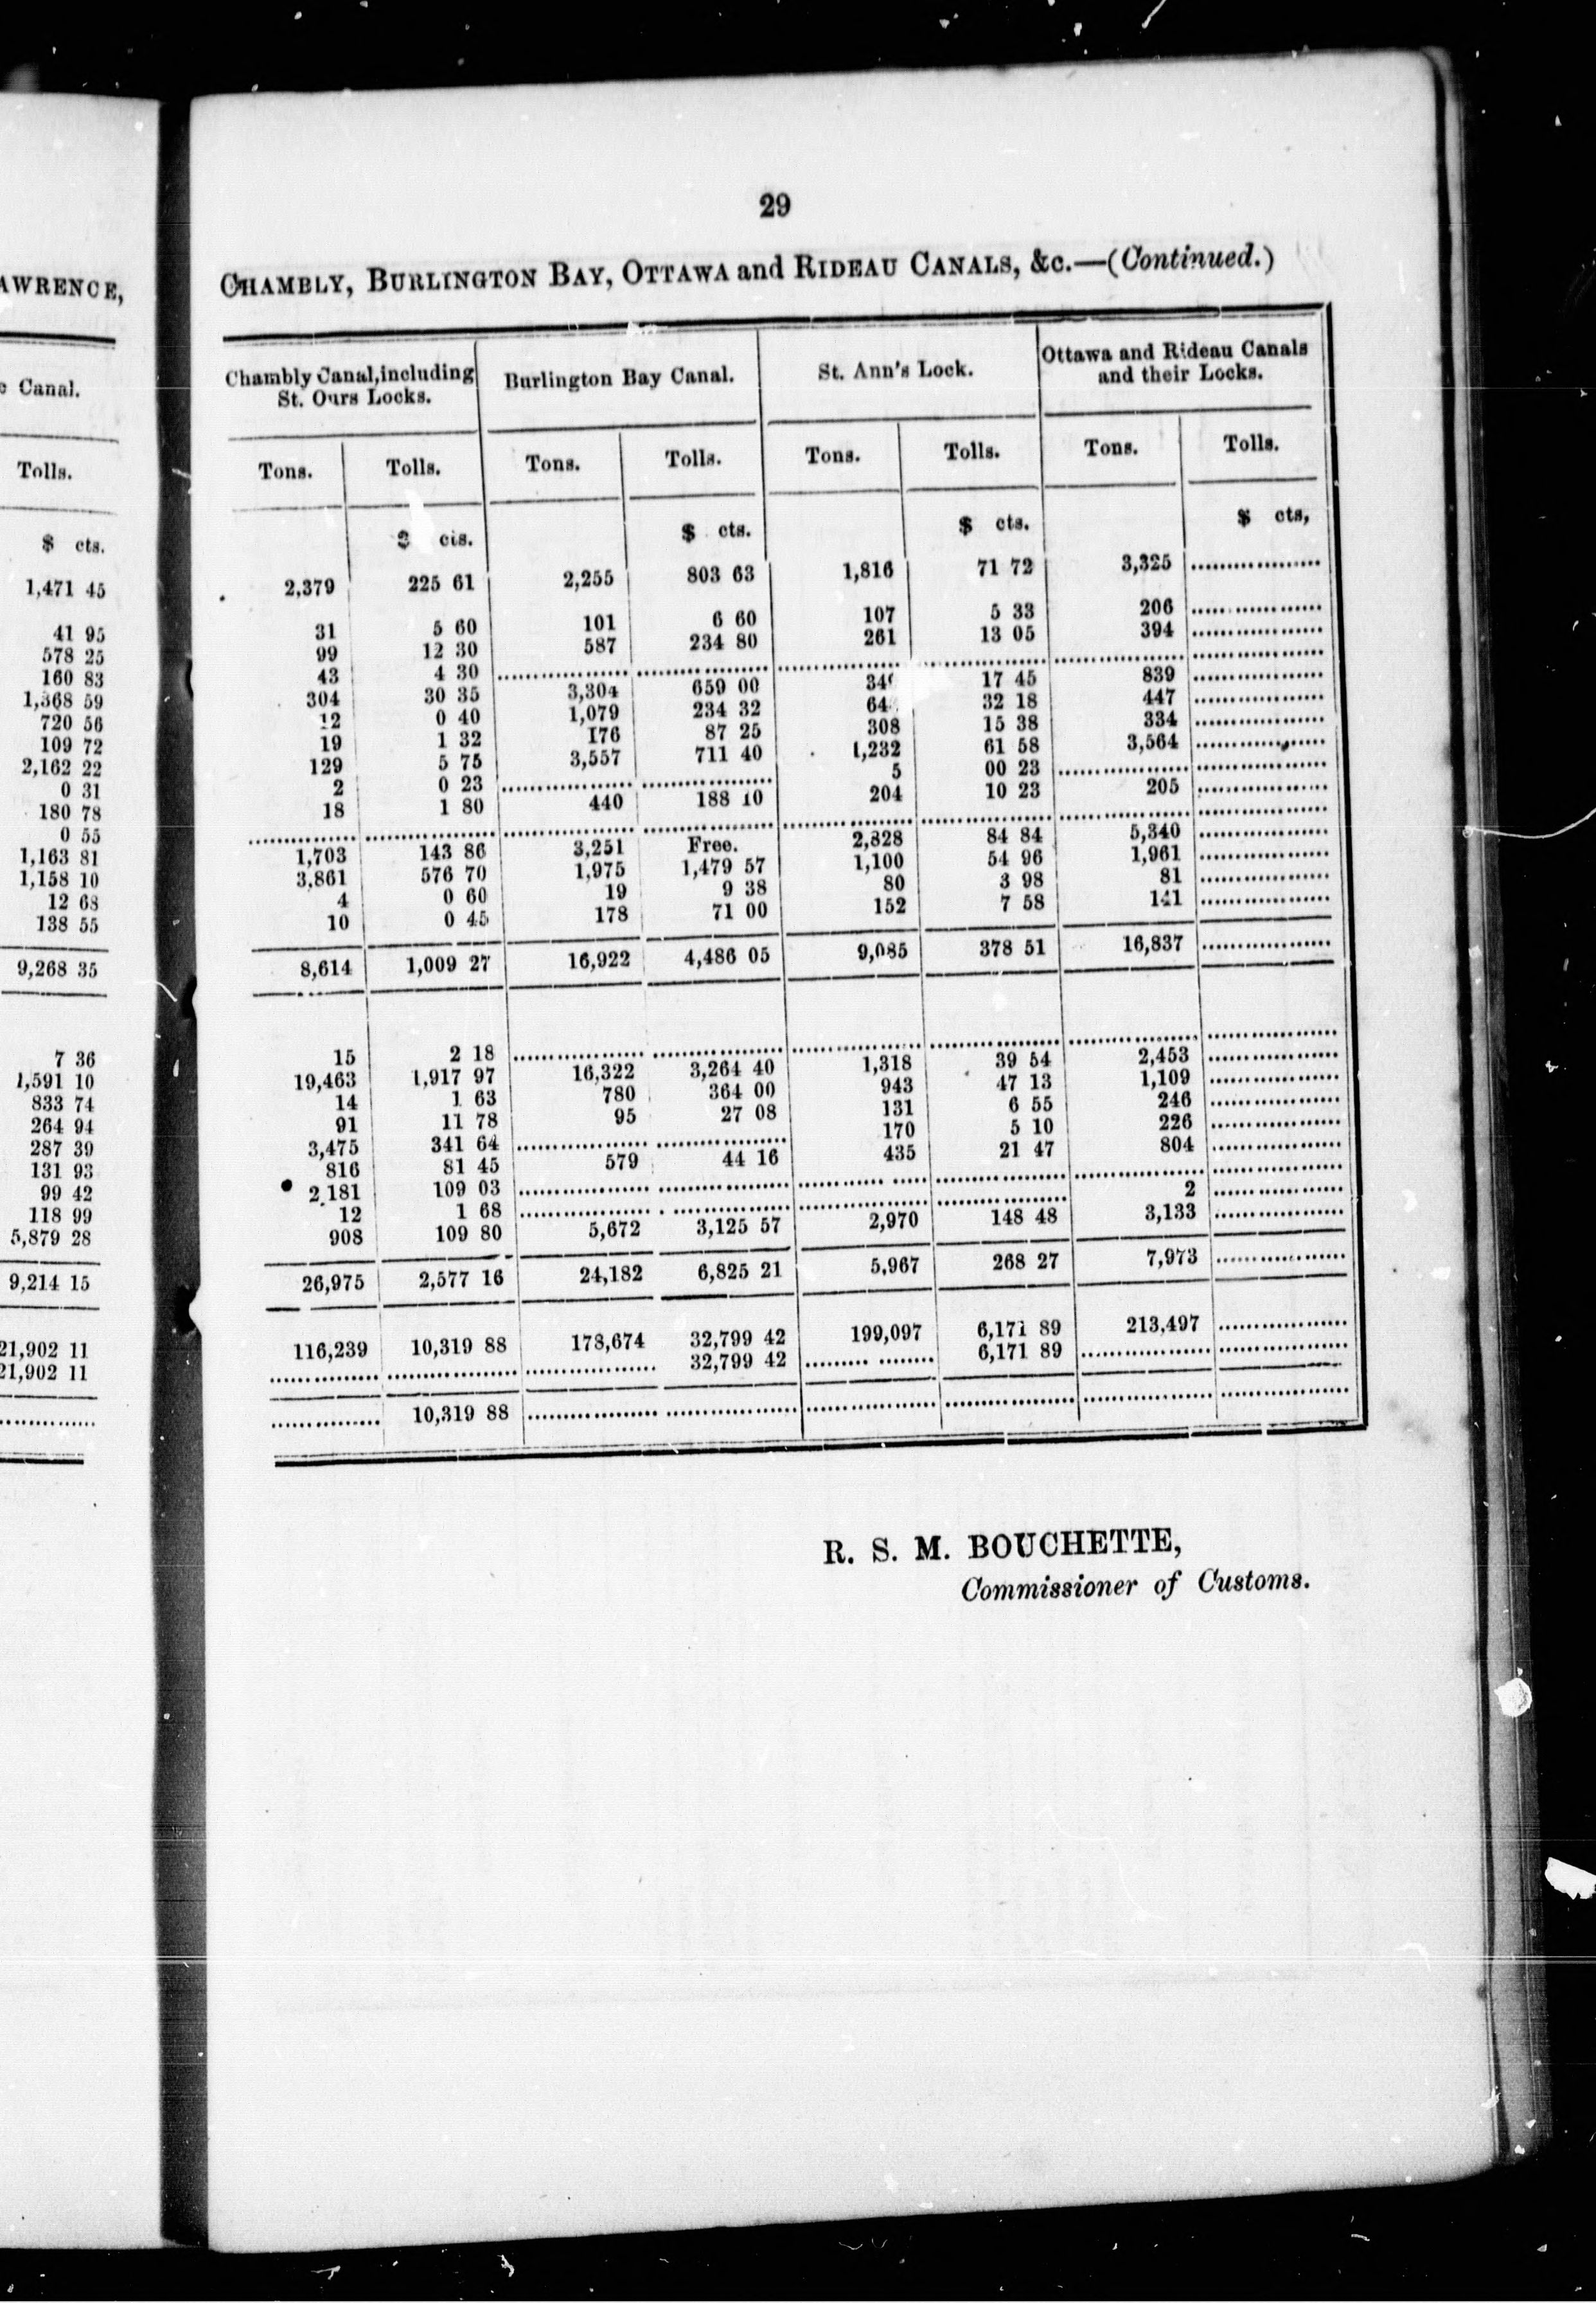 AWRENCE,
Canal.
Tolls.
$ cts.
1,471 45
41 95
578 25
160 83
1,368 59
720 56
109 72
2,162 22
0 31
180 78
0 55
1,163 81
1,158 10
12 68
138 55
9,268 35
7 36
1,591 10
833 74
264 94
287 39
131 93
99 42
118 99
5,879 28
9,214 15
21,902 11
21,902 11
29
CHAMBLY, BURLINGTON BAY, OTTAWA and RIDEAU CANALS, &c.—(Continued.)
Chambly Canal, including St. Ours Locks. Burlington Bay Canal. St. Ann's Lock. Ottawa and Rideau Canals and their Locks.
Tons. Tolls. Tons. Tolls. Tons. Tolls. Tons. Tolls.
$ cts. $ cts. $ cts. $ cts,
2,379 225 61 2,255 803 63 1,816 71 72 3,325 ........
31 5 60 101 6 60 107 5 33 206 ........
99 12 30 587 234 80 261 13 05 394 ........
43 4 30 ........ ........ ........ ........ ........ ........
304 30 35 3,304 659 00 17 45 839 ........
12 0 40 1,079 234 32 32 18 447 ........
19 1 32 176 87 25 308 15 38 334 ........
129 5 75 3,557 711 40 1,232 61 58 3,564 ........
2 0 23 ........ ........ 5 00 23 ........ ........
18 1 80 440 188 10 204 10 23 205 ........
........ ........ ........ ........ ........ ........ ........ ........
1,703 143 86 3,251 Free. 2,828 84 84 5,340 ........
3,861 576 70 1,975 1,479 57 1,100 54 96 1,961 ........
4 0 60 19 9 38 80 3 98 81 ........
10 0 45 178 71 00 152 7 58 141 ........
8,614 1,009 27 16,922 4,486 05 9,085 378 51 16,837 ........
15 2 18 ........ ........ ........ ........ ........ ........
19,463 1,917 97 16,322 3,264 40 1,318 39 54 2,453 ........
14 1 63 780 364 00 943 47 13 1,109 ........
91 11 78 95 27 08 131 6 55 246 ........
3,475 341 64 ........ ........ 170 5 10 226 ........
816 81 45 579 44 16 435 21 47 804 ........
2,181 109 03 ........ ........ ........ ........ ........ ........
12 1 68 ........ ........ ........ ........ 2 ........
908 109 80 5,672 3,125 57 2,970 148 48 3,133 ........
26,975 2,577 16 24,182 6,825 21 5,967 268 27 7,973 ........
116,239 10,319 88 178,674 32,799 42 199,097 6,171 89 213,497 ........
........ ........ ........ 32,799 42 ........ 6,171 89 ........ ........
........ 10,319 88 ........ ........ ........ ........ ........ ........
R. S. M. BOUCHETTE,
Commissioner of Customs.